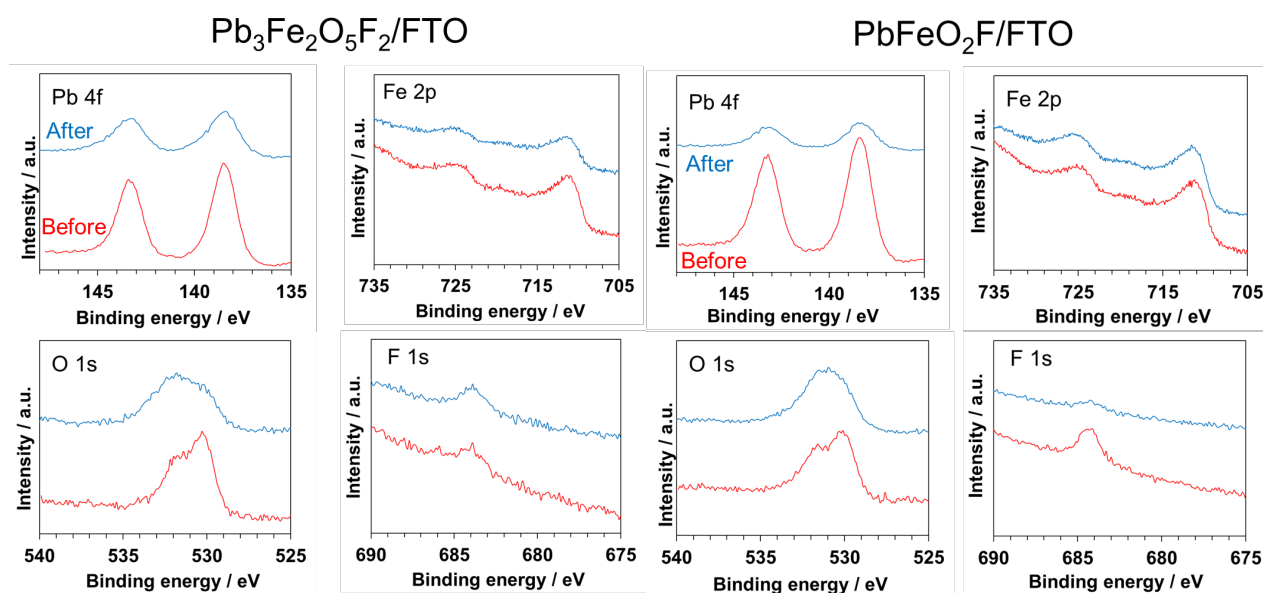 Pb₃Fe₂O₅F₂/FTO
PbFeO₂F/FTO
Pb 4f
After
Before
Intensity / a.u.
145 140 135
Binding energy / eV
Fe 2p
Intensity / a.u.
735 725 715 705
Binding energy / eV
Pb 4f
After
Before
Intensity / a.u.
145 140 135
Binding energy / eV
Fe 2p
Intensity / a.u.
735 725 715 705
Binding energy / eV
O 1s
Intensity / a.u.
540 535 530 525
Binding energy / eV
F 1s
Intensity / a.u.
690 685 680 675
Binding energy / eV
O 1s
Intensity / a.u.
540 535 530 525
Binding energy / eV
F 1s
Intensity / a.u.
690 685 680 675
Binding energy / eV